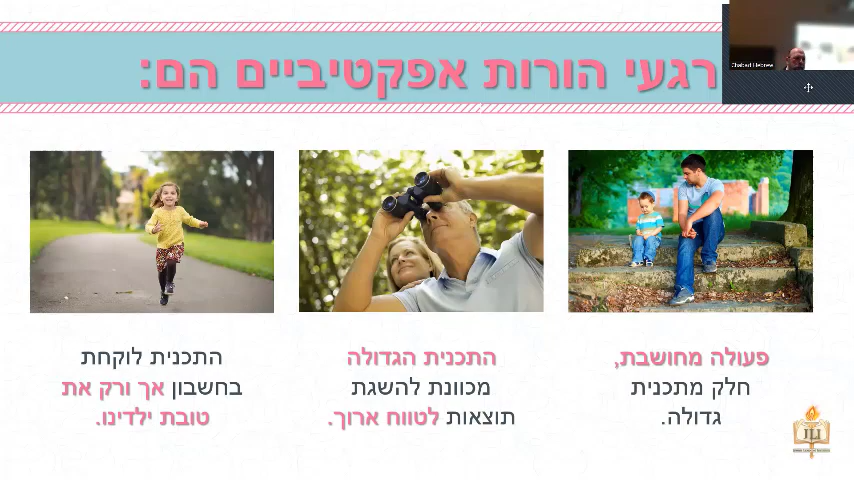 רגעי הורות אפקטיביים הם:
Chabad Hebrew
פעולה מחושבת,
חלק מתכנית
גדולה.
התכנית הגדולה
מכוונת להשגת
תוצאות לטווח ארוך.
התכנית לוקחת
בחשבון אך ורק את
טובת ילדינו.
JLI